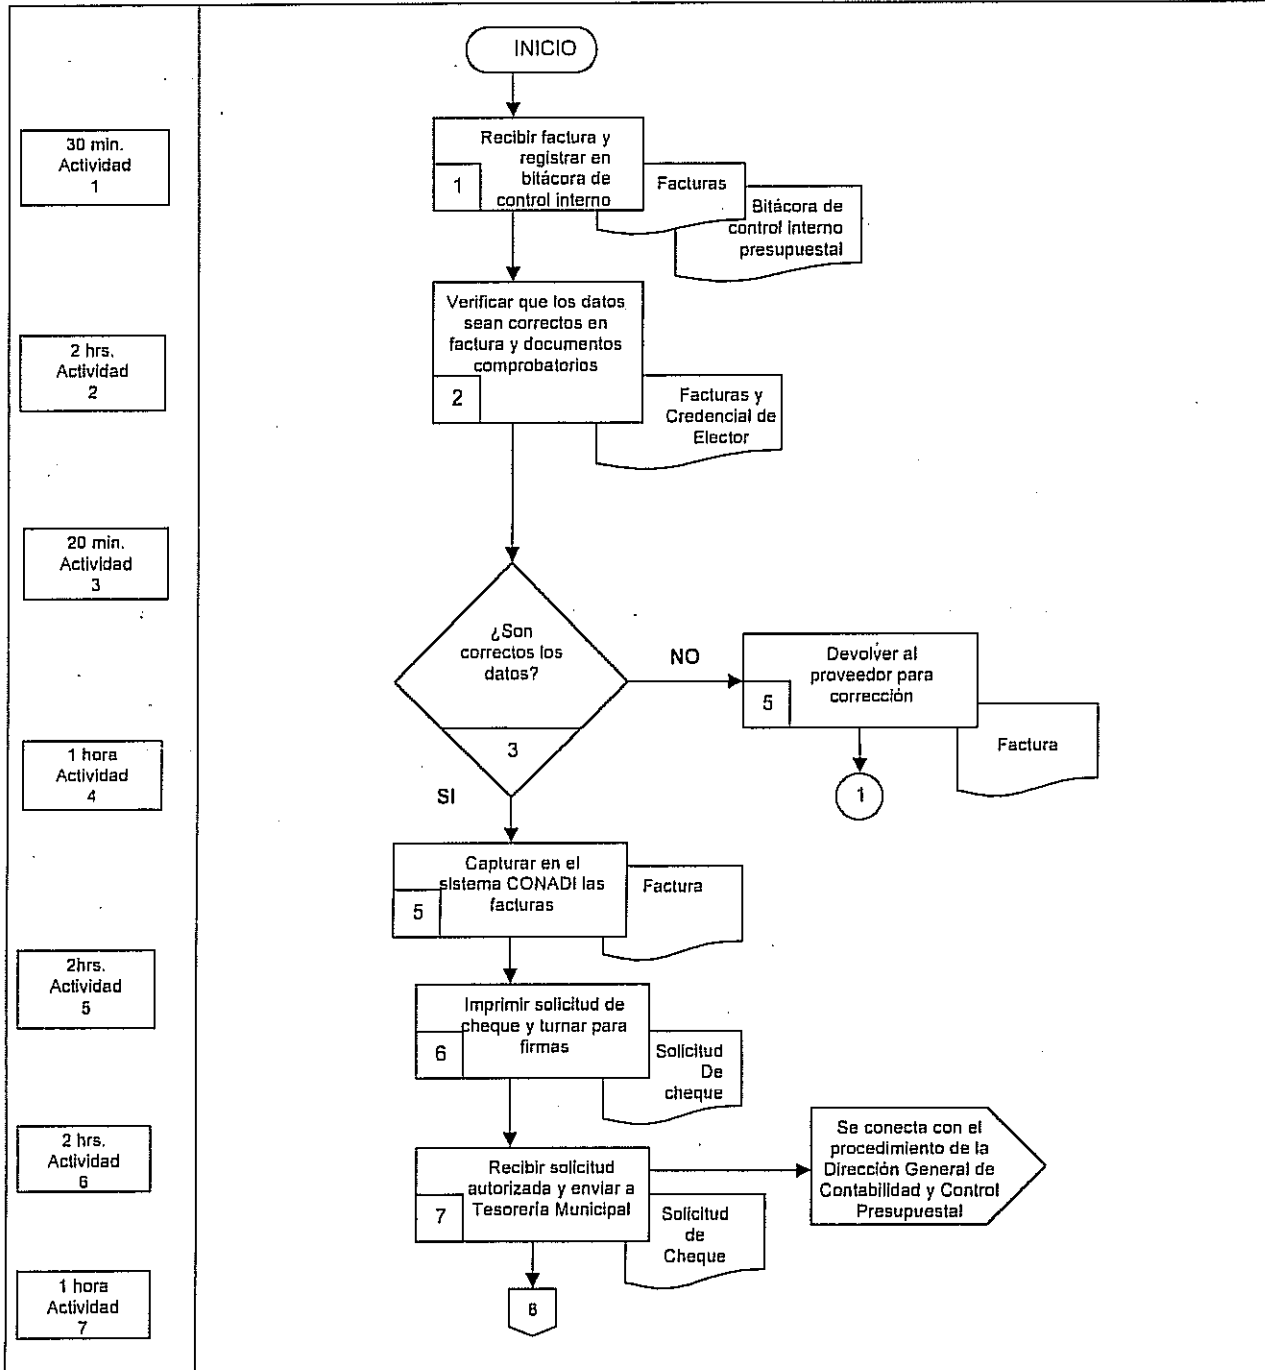 INICIO
30 min.
Actividad
1
Recibir factura y
registrar en
bitácora de
control interno
1
Facturas
Bitácora de
control interno
presupuestal
2 hrs.
Actividad
2
Verificar que los datos
sean correctos en
factura y documentos
comprobatorios
2
Facturas y
Credencial de
Elector
20 min.
Actividad
3
¿Son
correctos los
datos?
3
NO
Devolver al
proveedor para
corrección
5
Factura
1
1 hora
Actividad
4
SI
Capturar en el
sistema CONADI las
facturas
5
Factura
2hrs.
Actividad
5
Imprimir solicitud de
cheque y turnar para
firmas
6
Solicitud
De
cheque
2 hrs.
Actividad
6
Recibir solicitud
autorizada y enviar a
Tesorería Municipal
7
Solicitud
de
Cheque
Se conecta con el
procedimiento de la
Dirección General de
Contabilidad y Control
Presupuestal
1 hora
Actividad
7
8